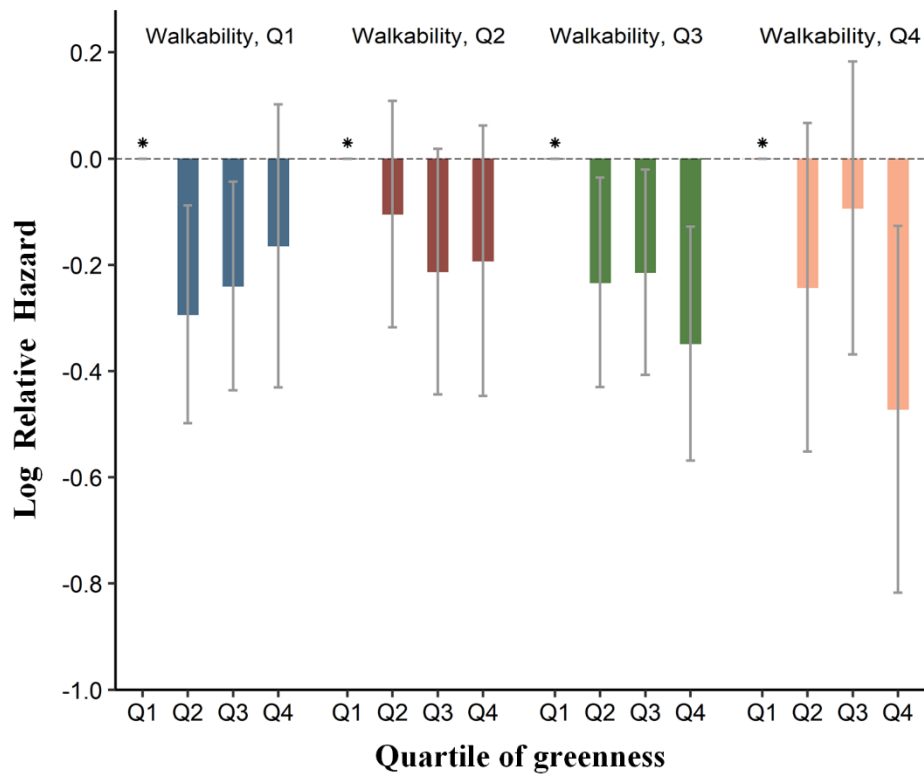 Walkability, Q1 Walkability, Q2 Walkability, Q3 Walkability, Q4
0.2
* * * *
0.0
-0.2
-0.4
-0.6
-0.8
-1.0
Log Relative Hazard
Q1 Q2 Q3 Q4 Q1 Q2 Q3 Q4 Q1 Q2 Q3 Q4 Q1 Q2 Q3 Q4
Quartile of greenness